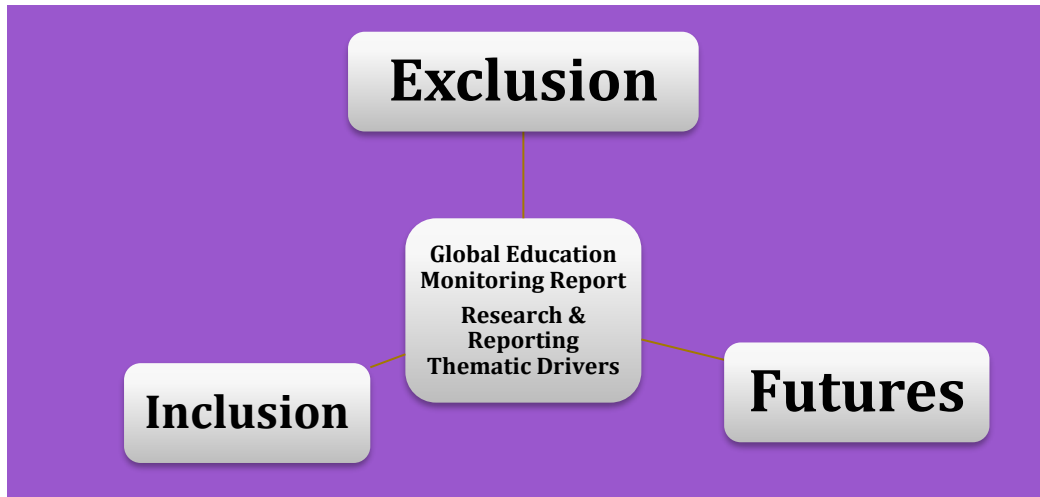 Exclusion
Global Education
Monitoring Report
Research &
Reporting
Thematic Drivers
Inclusion
Futures